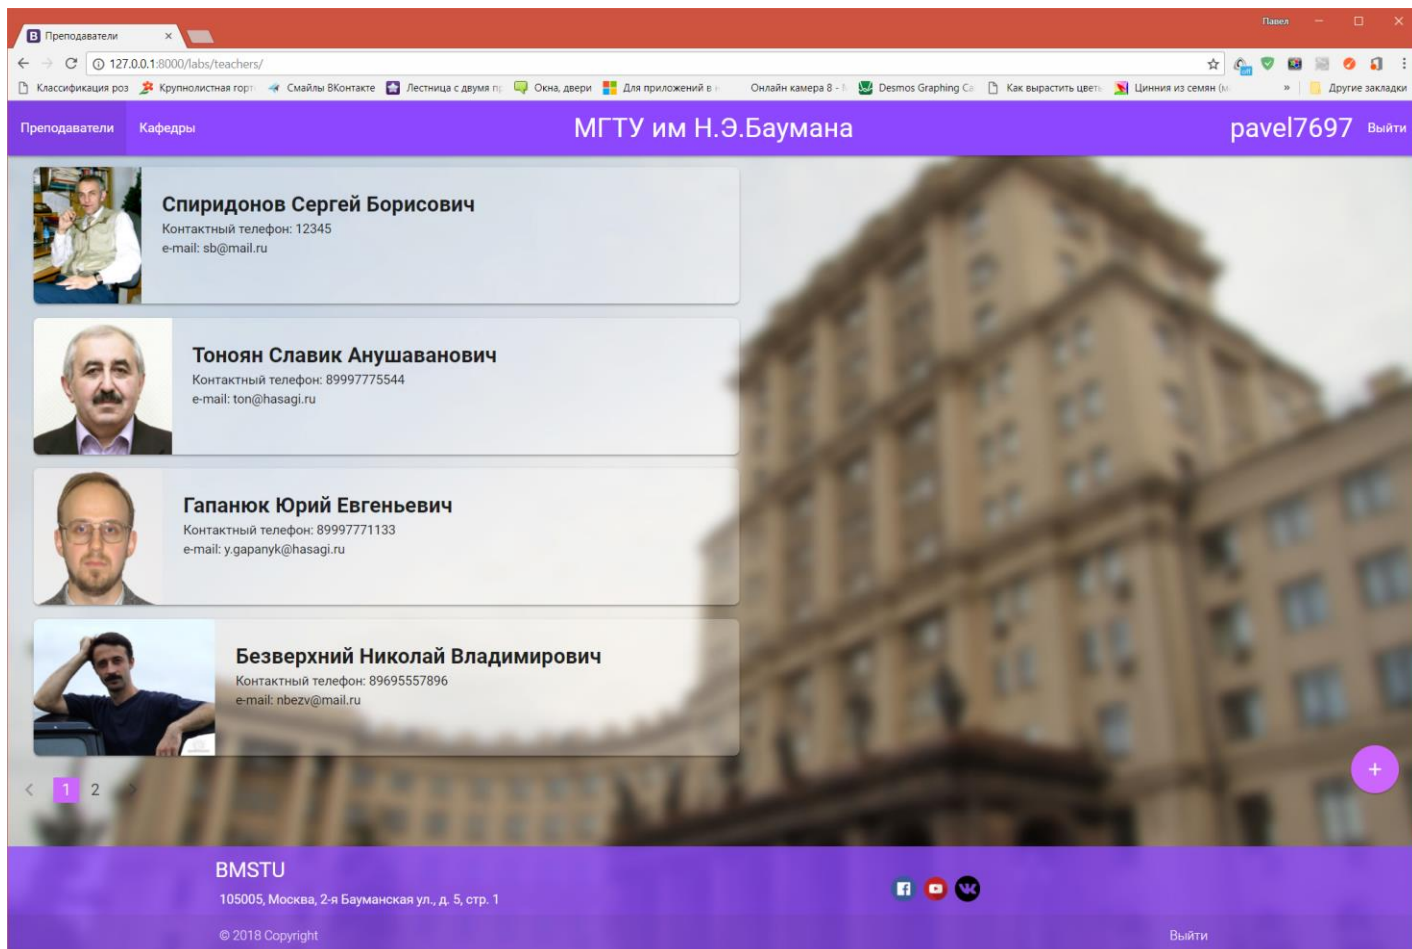 Павел
Преподаватели
127.0.0.1:8000/labs/teachers/
Классификация роз Крупнолистная горт Смайлы ВКонтакте Лестница с двумя пр Окна, двери Для приложений в Онлайн камера 8 - Desmos Graphing Ca Как вырастить цвет Цинния из семян (м » Другие закладки
Преподаватели Кафедры МГТУ им Н.Э.Баумана pavel7697 Выйти
Спиридонов Сергей Борисович
Контактный телефон: 12345
e-mail: sb@mail.ru
Тоноян Славик Анушаванович
Контактный телефон: 89997775544
e-mail: ton@hasagi.ru
Гапанюк Юрий Евгеньевич
Контактный телефон: 89997771133
e-mail: y.gapanyk@hasagi.ru
Безверхний Николай Владимирович
Контактный телефон: 89695557896
e-mail: nbezv@mail.ru
1 2
+
BMSTU
105005, Москва, 2-я Бауманская ул., д. 5, стр. 1
© 2018 Copyright Выйти